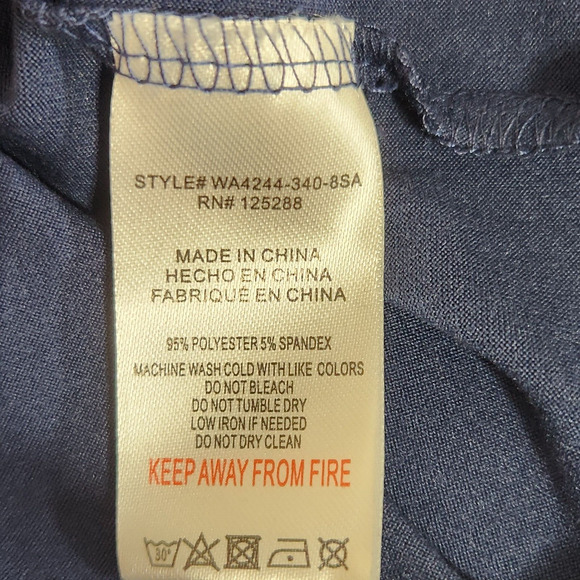 STYLE# WA4244-340-8SA
RN# 125288
MADE IN CHINA
HECHO EN CHINA
FABRIQUÉ EN CHINA
95% POLYESTER 5% SPANDEX
MACHINE WASH COLD WITH LIKE COLORS
DO NOT BLEACH
DO NOT TUMBLE DRY
LOW IRON IF NEEDED
DO NOT DRY CLEAN
KEEP AWAY FROM FIRE
30°